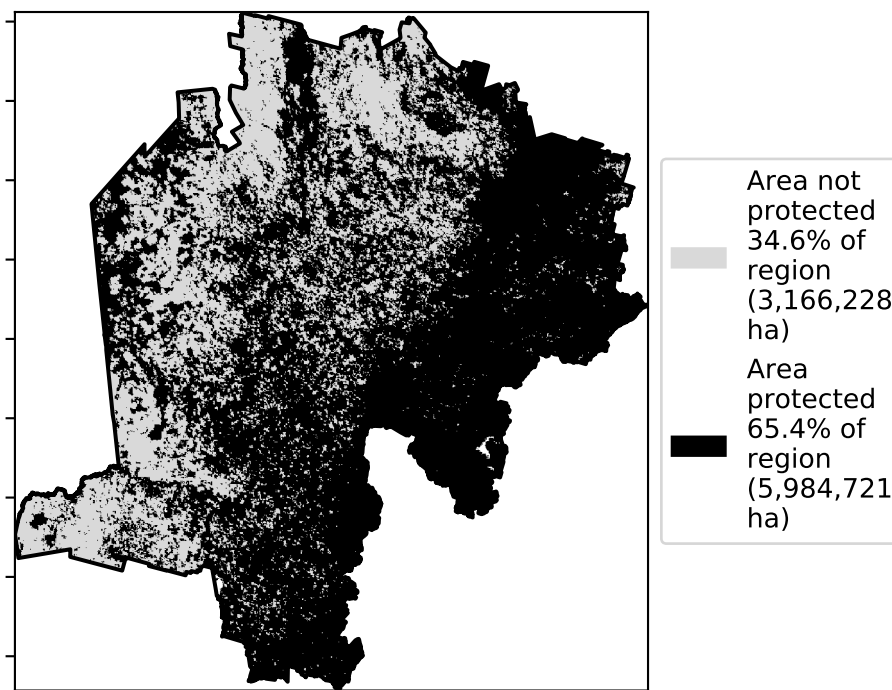 Area not
protected
34.6% of
region
(3,166,228
ha)
Area
protected
65.4% of
region
(5,984,721
ha)